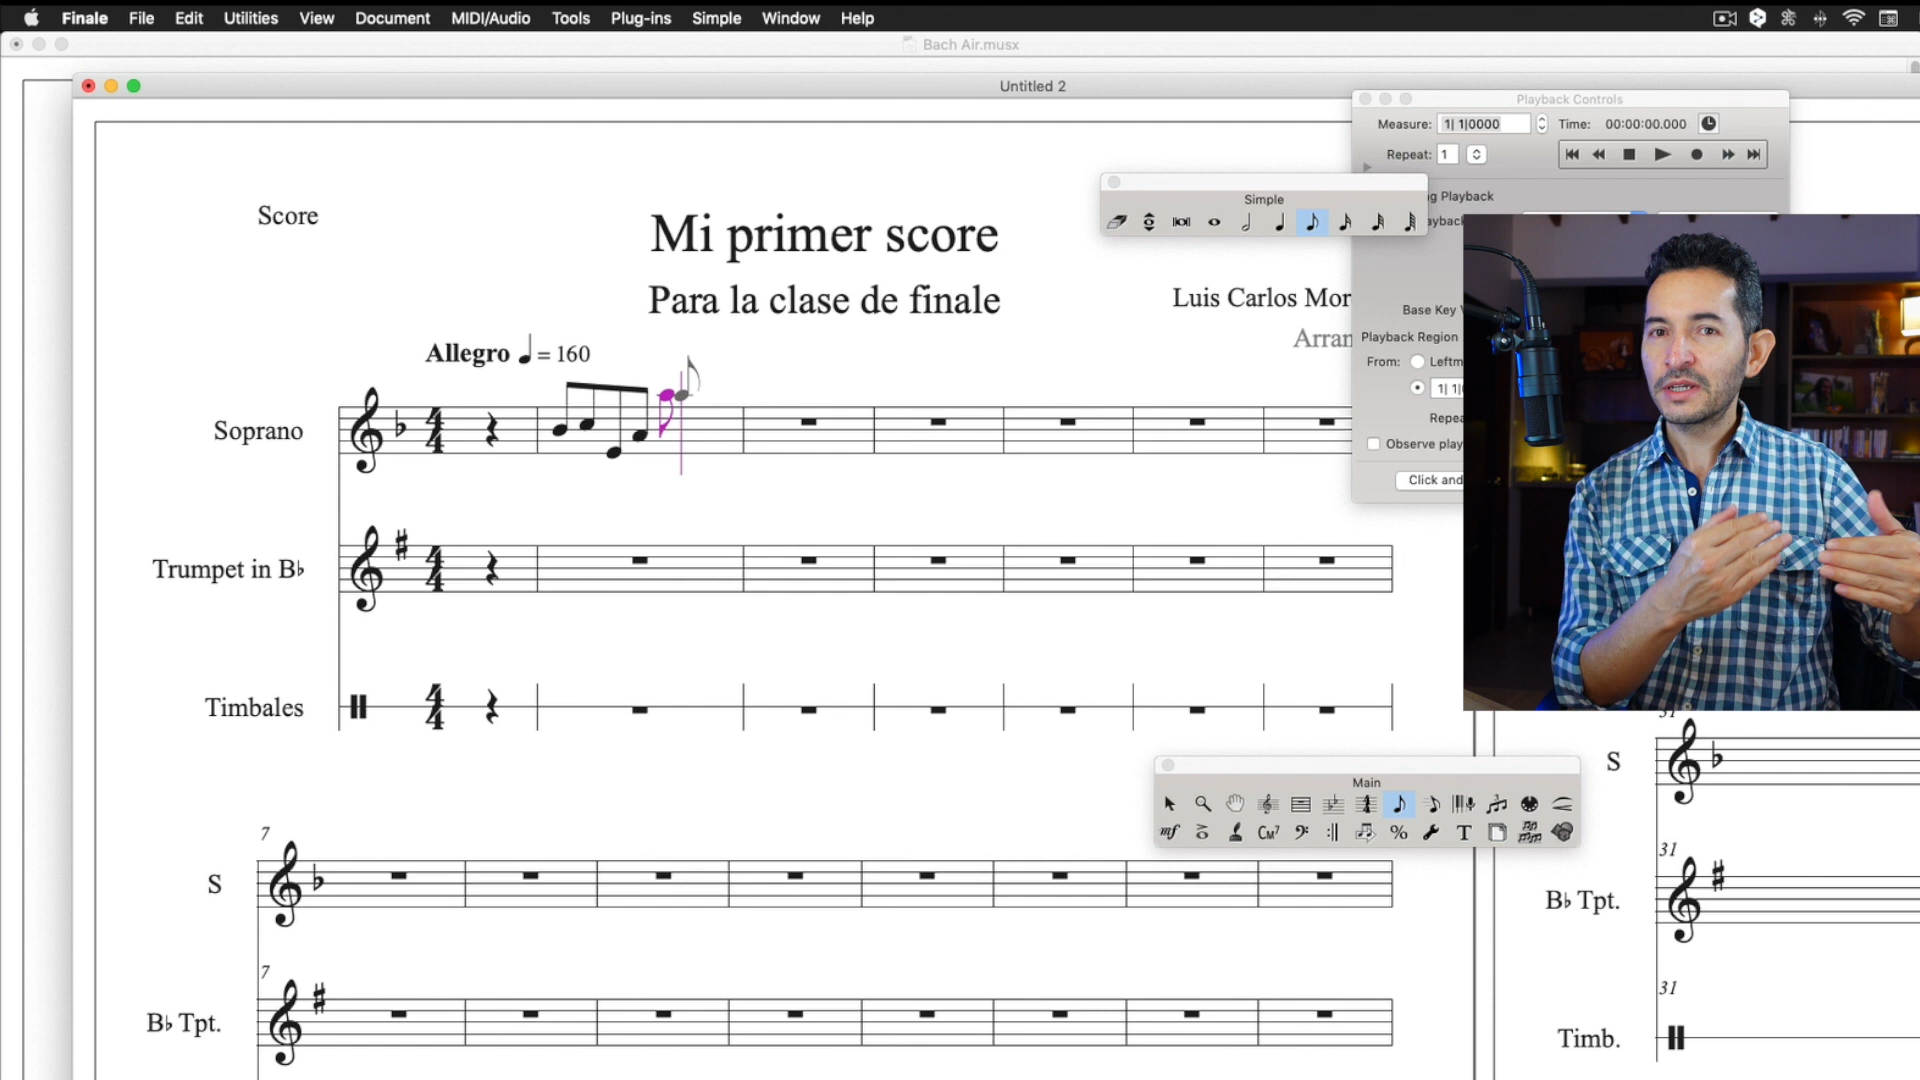 Finale File Edit Utilities View Document MIDI/Audio Tools Plug-ins Simple Window Help
Bach Air.musx
Untitled 2
Playback Controls
Measure: 1| 1|0000 Time: 00:00:00.000
Repeat: 1
Simple
g Playback
ayback
Score
Mi primer score
Para la clase de finale
Luis Carlos Mor
Arran
Base Key V
Playback Region
From: Leftm
1| 1|
Repea
Observe play
Click and
Allegro = 160
Soprano
Trumpet in B♭
Timbales
Main
mf CM7 % T
7
S
7
B♭ Tpt.
31
S
31
B♭ Tpt.
31
Timb.